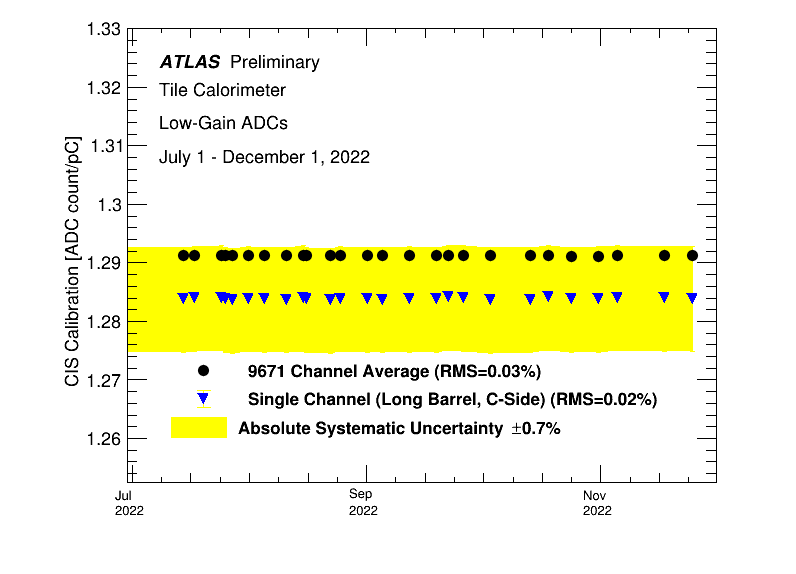 1.33
ATLAS Preliminary
1.32
Tile Calorimeter
Low-Gain ADCs
1.31
July 1 - December 1, 2022
1.3
CIS Calibration [ADC count/pC]
1.29
1.28
1.27
9671 Channel Average (RMS=0.03%)
Single Channel (Long Barrel, C-Side) (RMS=0.02%)
Absolute Systematic Uncertainty ±0.7%
1.26
Jul 2022
Sep 2022
Nov 2022